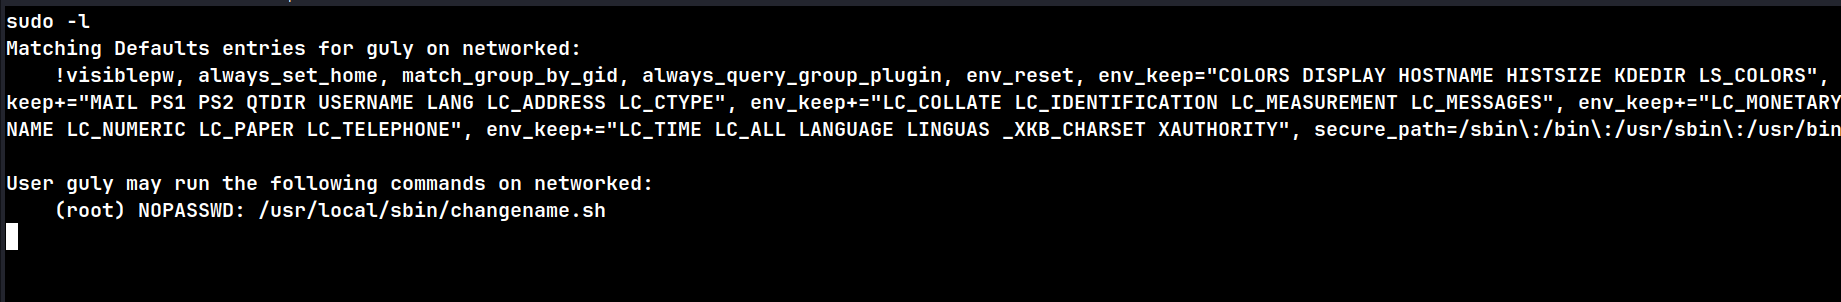 sudo -l
Matching Defaults entries for guly on networked:
    !visiblepw, always_set_home, match_group_by_gid, always_query_group_plugin, env_reset, env_keep="COLORS DISPLAY HOSTNAME HISTSIZE KDEDIR LS_COLORS",
keep+="MAIL PS1 PS2 QTDIR USERNAME LANG LC_ADDRESS LC_CTYPE", env_keep+="LC_COLLATE LC_IDENTIFICATION LC_MEASUREMENT LC_MESSAGES", env_keep+="LC_MONETARY
NAME LC_NUMERIC LC_PAPER LC_TELEPHONE", env_keep+="LC_TIME LC_ALL LANGUAGE LINGUAS _XKB_CHARSET XAUTHORITY", secure_path=/sbin\:/bin\:/usr/sbin\:/usr/bin
User guly may run the following commands on networked:
    (root) NOPASSWD: /usr/local/sbin/changename.sh